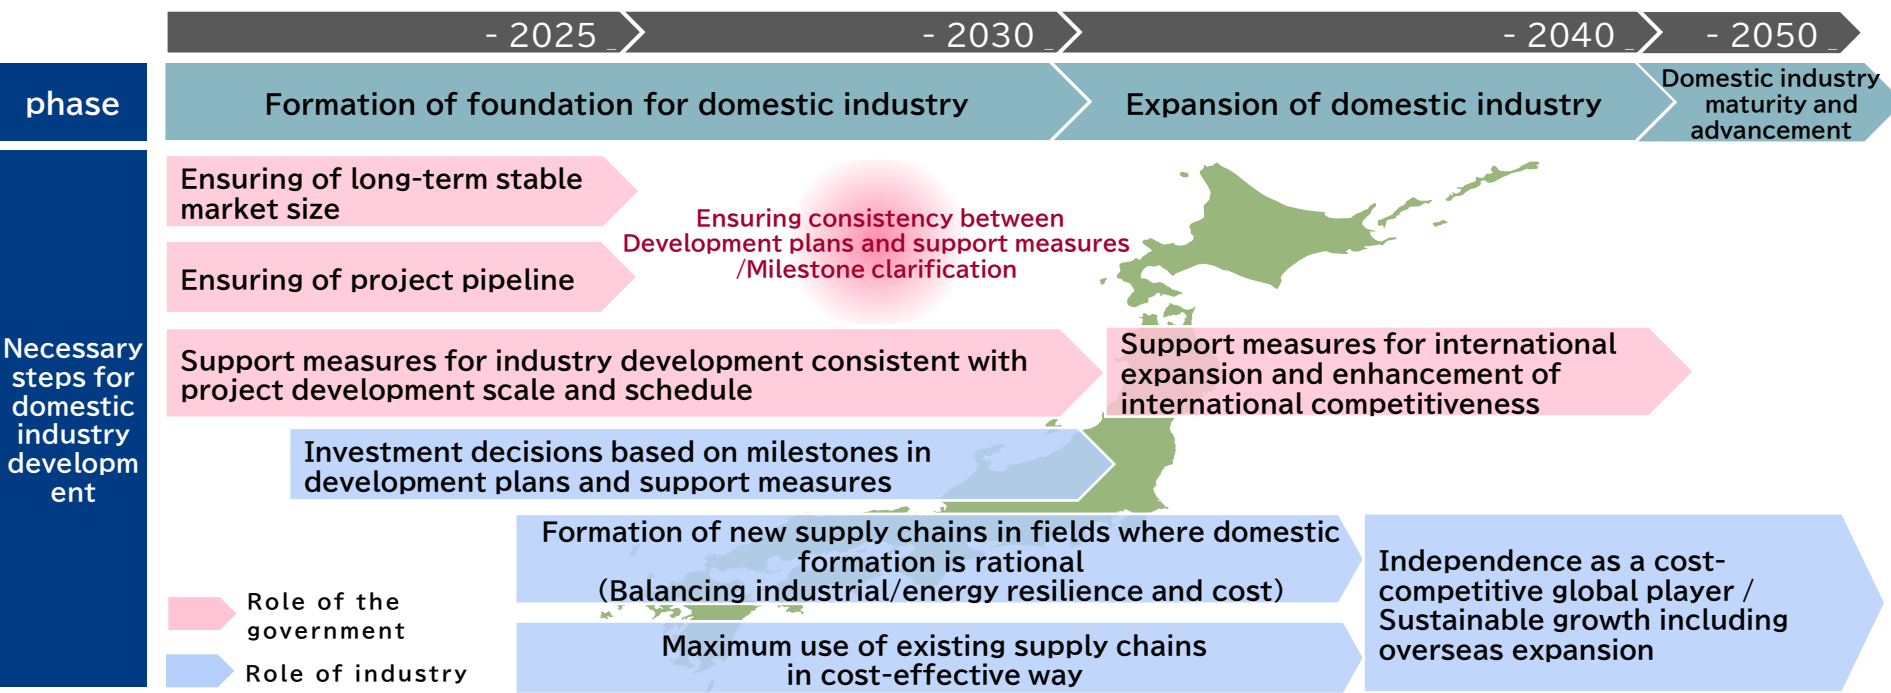 - 2025 _
- 2030 _
- 2040 _
- 2050 _
phase
Formation of foundation for domestic industry
Expansion of domestic industry
Domestic industry
maturity and
advancement
Necessary
steps for
domestic
industry
developm
ent
Ensuring of long-term stable
market size
Ensuring of project pipeline
Ensuring consistency between
Development plans and support measures
/Milestone clarification
Support measures for industry development consistent with
project development scale and schedule
Support measures for international
expansion and enhancement of
international competitiveness
Investment decisions based on milestones in
development plans and support measures
Formation of new supply chains in fields where domestic
formation is rational
(Balancing industrial/energy resilience and cost)
Maximum use of existing supply chains
in cost-effective way
Independence as a cost-
competitive global player /
Sustainable growth including
overseas expansion
Role of the
government
Role of industry